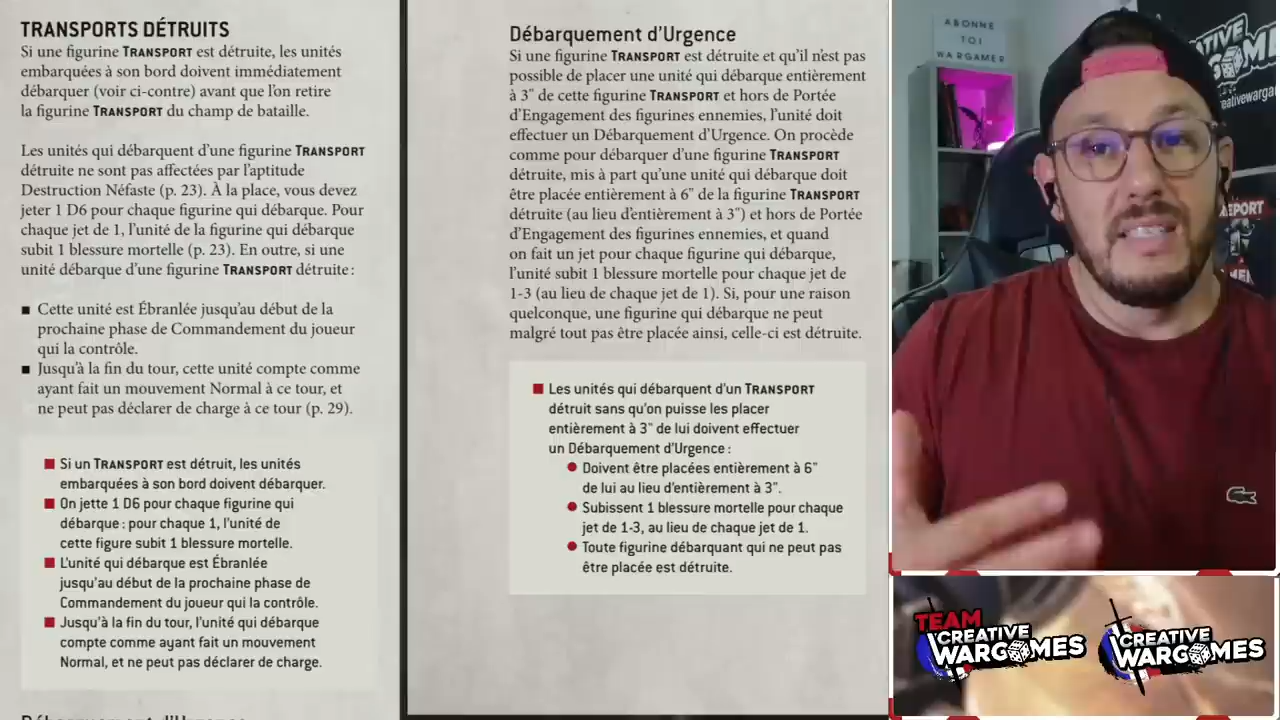 TRANSPORTS DÉTRUITS
Si une figurine TRANSPORT est détruite, les unités
embarquées à son bord doivent immédiatement
débarquer (voir ci-contre) avant que l'on retire
la figurine TRANSPORT du champ de bataille.
Les unités qui débarquent d'une figurine TRANSPORT
détruite ne sont pas affectées par l'aptitude
Destruction Néfaste (p. 23). À la place, vous devez
jeter 1 D6 pour chaque figurine qui débarque. Pour
chaque jet de 1, l'unité de la figurine qui débarque
subit 1 blessure mortelle (p. 23). En outre, si une
unité débarque d'une figurine TRANSPORT détruite :
■ Cette unité est Ébranlée jusqu'au début de la
prochaine phase de Commandement du joueur
qui la contrôle.
■ Jusqu'à la fin du tour, cette unité compte comme
ayant fait un mouvement Normal à ce tour, et
ne peut pas déclarer de charge à ce tour (p. 29).
■ Si un TRANSPORT est détruit, les unités
embarquées à son bord doivent débarquer.
■ On jette 1 D6 pour chaque figurine qui
débarque : pour chaque 1, l'unité de
cette figure subit 1 blessure mortelle.
■ L'unité qui débarque est Ébranlée
jusqu'au début de la prochaine phase de
Commandement du joueur qui la contrôle.
■ Jusqu'à la fin du tour, l'unité qui débarque
compte comme ayant fait un mouvement
Normal, et ne peut pas déclarer de charge.
Débarquement d'Urgence
Débarquement d'Urgence
Si une figurine TRANSPORT est détruite et qu'il n'est pas
possible de placer une unité qui débarque entièrement
à 3" de cette figurine TRANSPORT et hors de Portée
d'Engagement des figurines ennemies, l'unité doit
effectuer un Débarquement d'Urgence. On procède
comme pour débarquer d'une figurine TRANSPORT
détruite, mis à part qu'une unité qui débarque doit
être placée entièrement à 6" de la figurine TRANSPORT
détruite (au lieu d'entièrement à 3") et hors de Portée
d'Engagement des figurines ennemies, et quand
on fait un jet pour chaque figurine qui débarque,
l'unité subit 1 blessure mortelle pour chaque jet de
1-3 (au lieu de chaque jet de 1). Si, pour une raison
quelconque, une figurine qui débarque ne peut
malgré tout pas être placée ainsi, celle-ci est détruite.
■ Les unités qui débarquent d'un TRANSPORT
détruit sans qu'on puisse les placer
entièrement à 3" de lui doivent effectuer
un Débarquement d'Urgence :
● Doivent être placées entièrement à 6"
de lui au lieu d'entièrement à 3".
● Subissent 1 blessure mortelle pour chaque
jet de 1-3, au lieu de chaque jet de 1.
● Toute figurine débarquant qui ne peut pas
être placée est détruite.
ABONNE
TOI
WARGAMER
TEAM
CREATIVE
WARGAMES
CREATIVE
WARGAMES